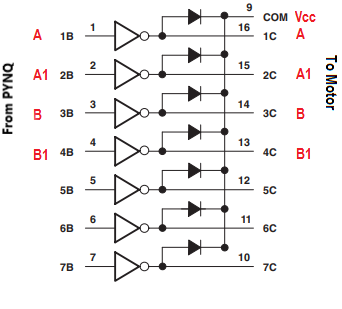 9 COM Vcc
A 1B 1 16 1C A
A1 2B 2 15 2C A1
B 3B 3 14 3C B
B1 4B 4 13 4C B1
5B 5 12 5C
6B 6 11 6C
7B 7 10 7C
From PYNQ
To Motor